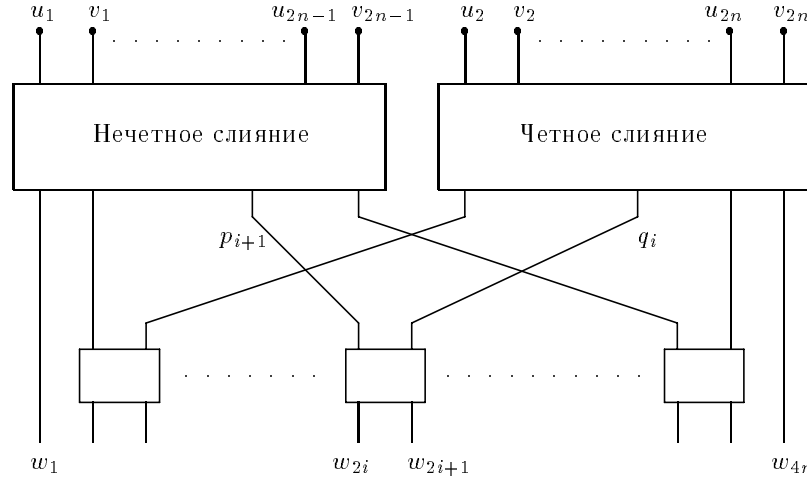 u₁ v₁ u₂ₙ₋₁ v₂ₙ₋₁ u₂ v₂ u₂ₙ v₂ₙ
Нечетное слияние Четное слияние
pᵢ₊₁ qᵢ
w₁ w₂ᵢ w₂ᵢ₊₁ w₄ₙ